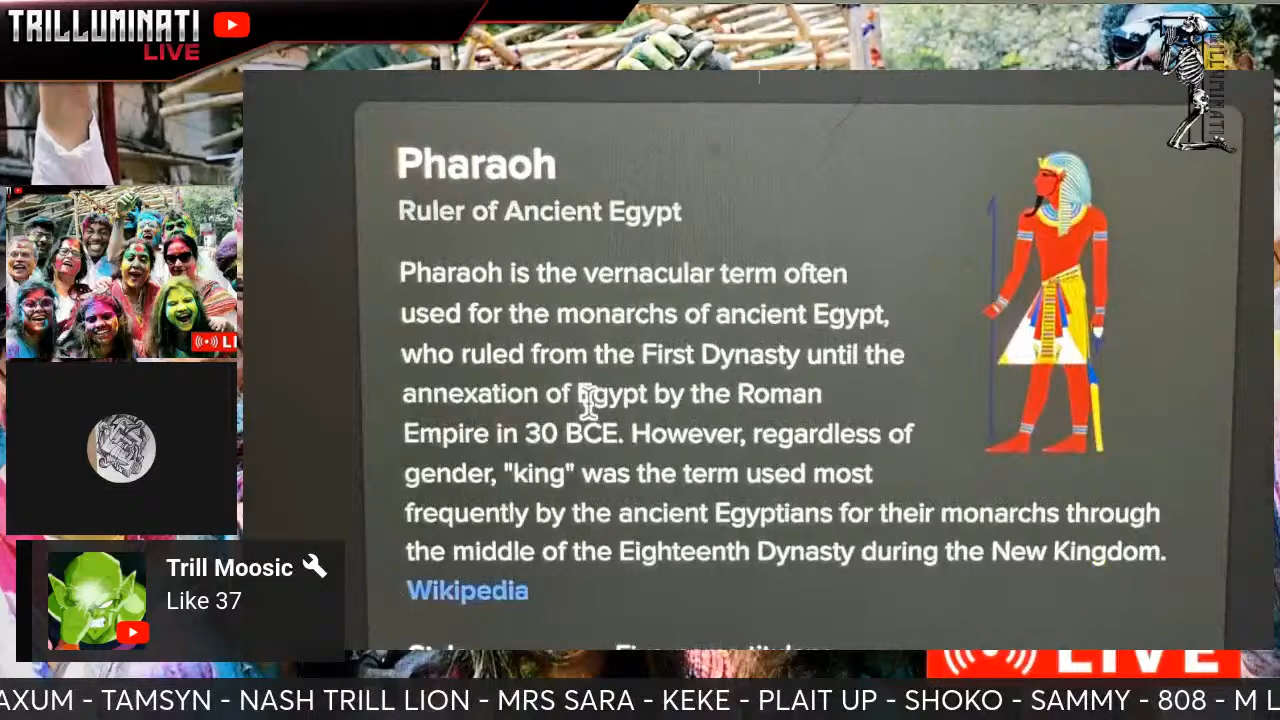 TRILLUMINATI
LIVE
TRILLUMINATI
Pharaoh
Ruler of Ancient Egypt
Pharaoh is the vernacular term often
used for the monarchs of ancient Egypt,
who ruled from the First Dynasty until the
annexation of Egypt by the Roman
Empire in 30 BCE. However, regardless of
gender, "king" was the term used most
frequently by the ancient Egyptians for their monarchs through
the middle of the Eighteenth Dynasty during the New Kingdom.
Wikipedia
LI
Trill Moosic
Like 37
LIVE
AXUM - TAMSYN - NASH TRILL LION - MRS SARA - KEKE - PLAIT UP - SHOKO - SAMMY - 808 - M L